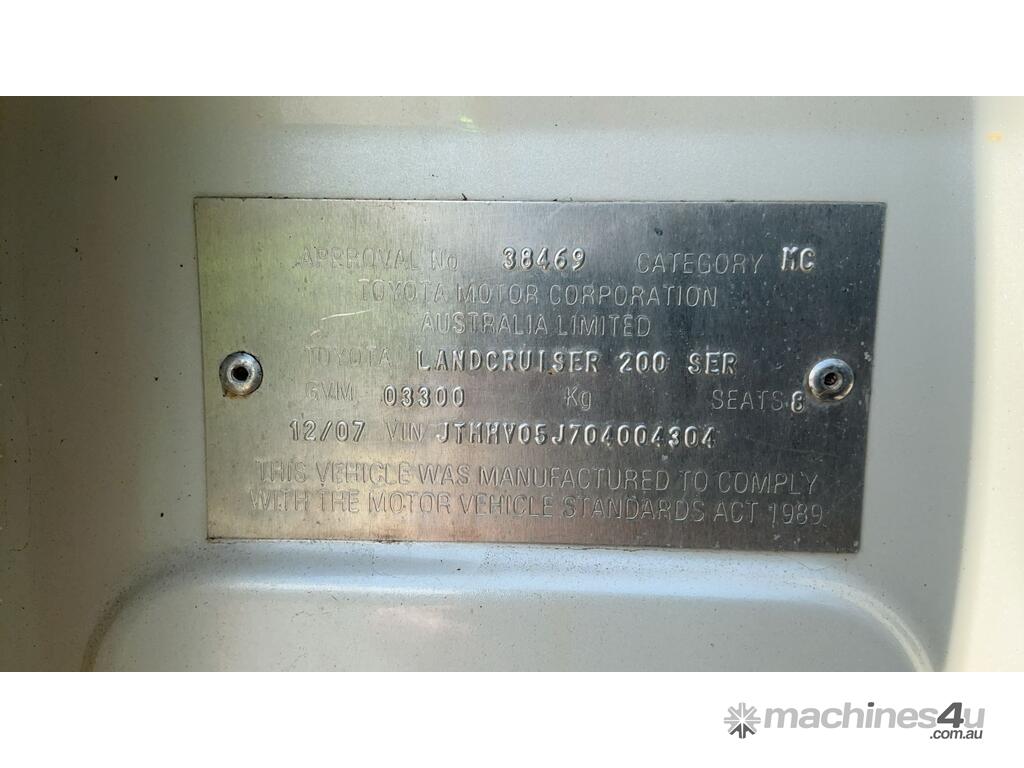 APPROVAL No 38469 CATEGORY MC
TOYOTA MOTOR CORPORATION
AUSTRALIA LIMITED
TOYOTA LANDCRUISER 200 SER
GVM 03300 Kg SEATS 8
12/07 VIN JTMHV05J704004304
THIS VEHICLE WAS MANUFACTURED TO COMPLY
WITH THE MOTOR VEHICLE STANDARDS ACT 1989
machines4u
.com.au